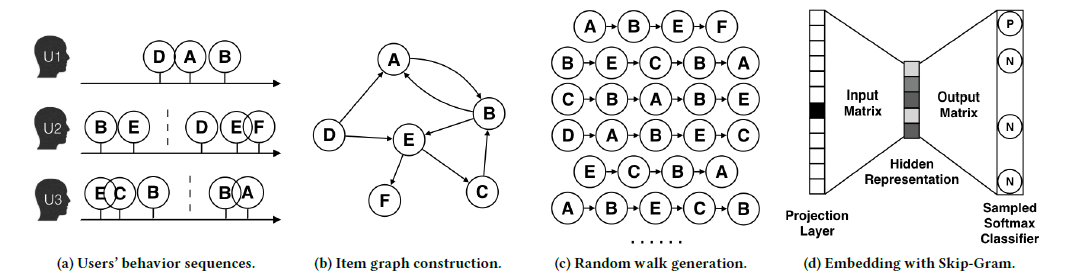 U1
D A B
U2
B E D E F
U3
E C B B A
(a) Users' behavior sequences.
A
B
D
E
F
C
(b) Item graph construction.
A B E F
B E C B A
C B A B E
D A B E C
E C B A
A B E C B
......
(c) Random walk generation.
P
N
N
N
Input
Matrix
Output
Matrix
Hidden
Representation
Projection
Layer
Sampled
Softmax
Classifier
(d) Embedding with Skip-Gram.